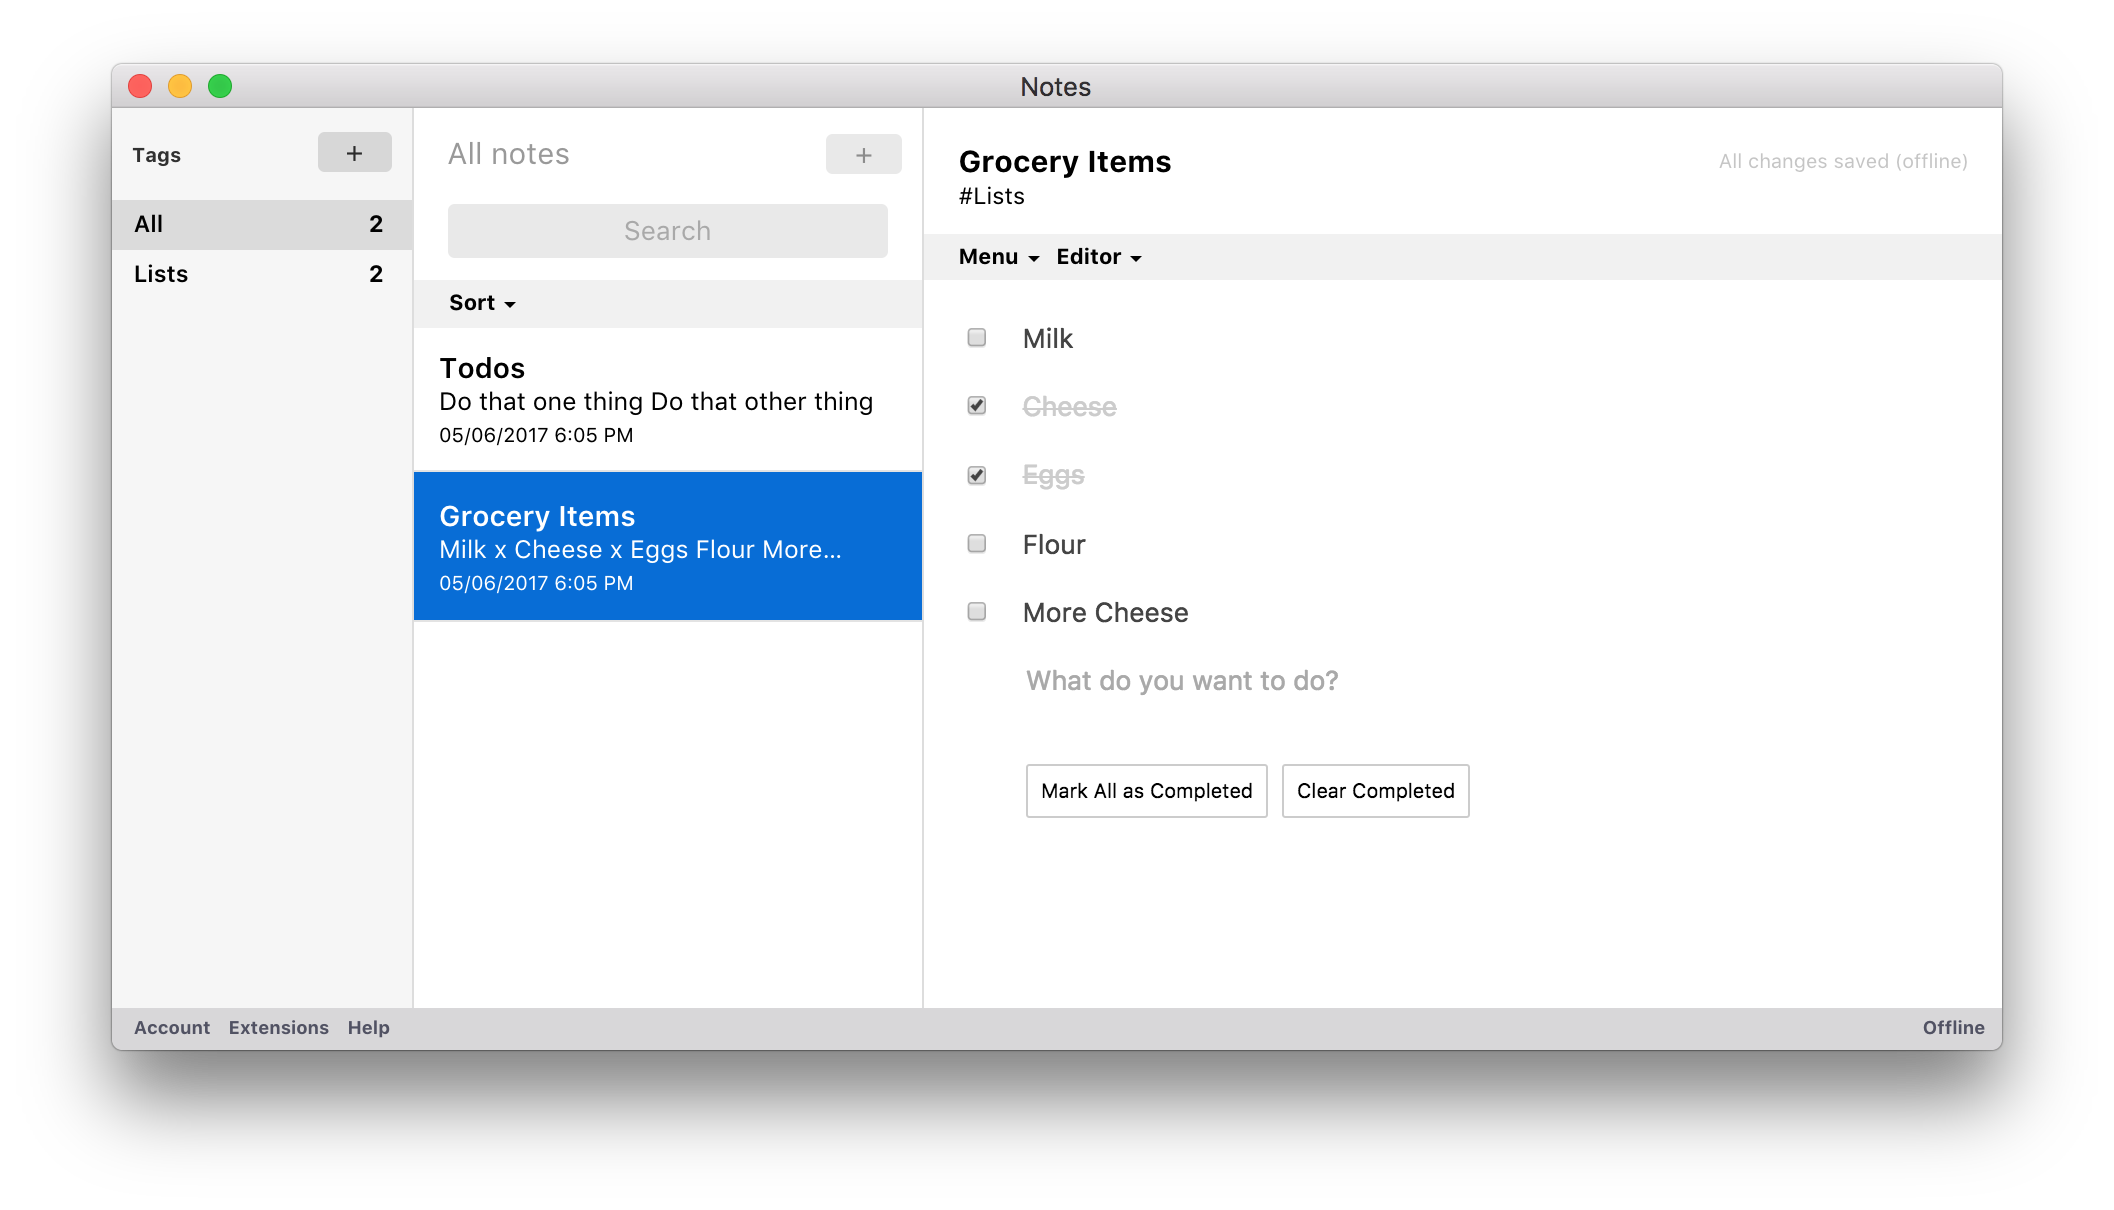 Notes
Tags +
All 2
Lists 2
All notes +
Search
Sort
Todos
Do that one thing Do that other thing
05/06/2017 6:05 PM
Grocery Items
Milk x Cheese x Eggs Flour More...
05/06/2017 6:05 PM
Grocery Items
All changes saved (offline)
#Lists
Menu Editor
Milk
Cheese
Eggs
Flour
More Cheese
What do you want to do?
Mark All as Completed Clear Completed
Account Extensions Help Offline